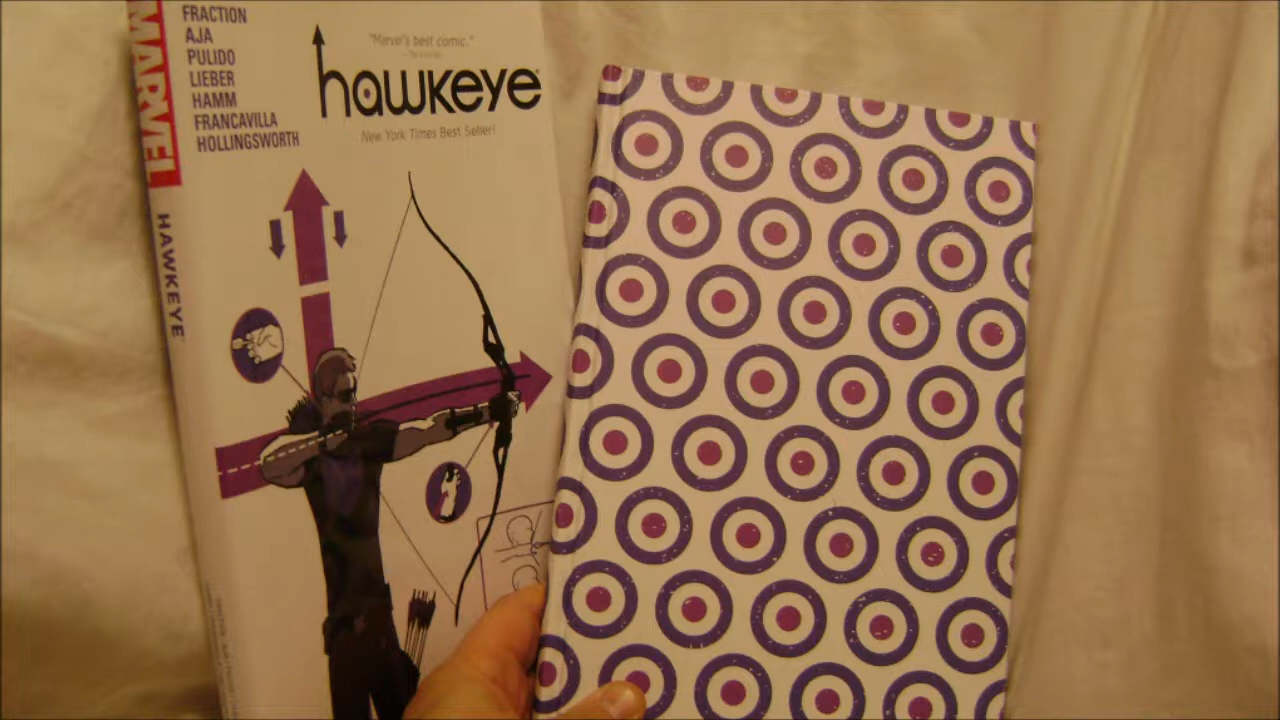 MARVEL
HAWKEYE
FRACTION
AJA
PULIDO
LIEBER
HAMM
FRANCAVILLA
HOLLINGSWORTH
"Marvel's best comic."
hawkeye
New York Times Best Seller!